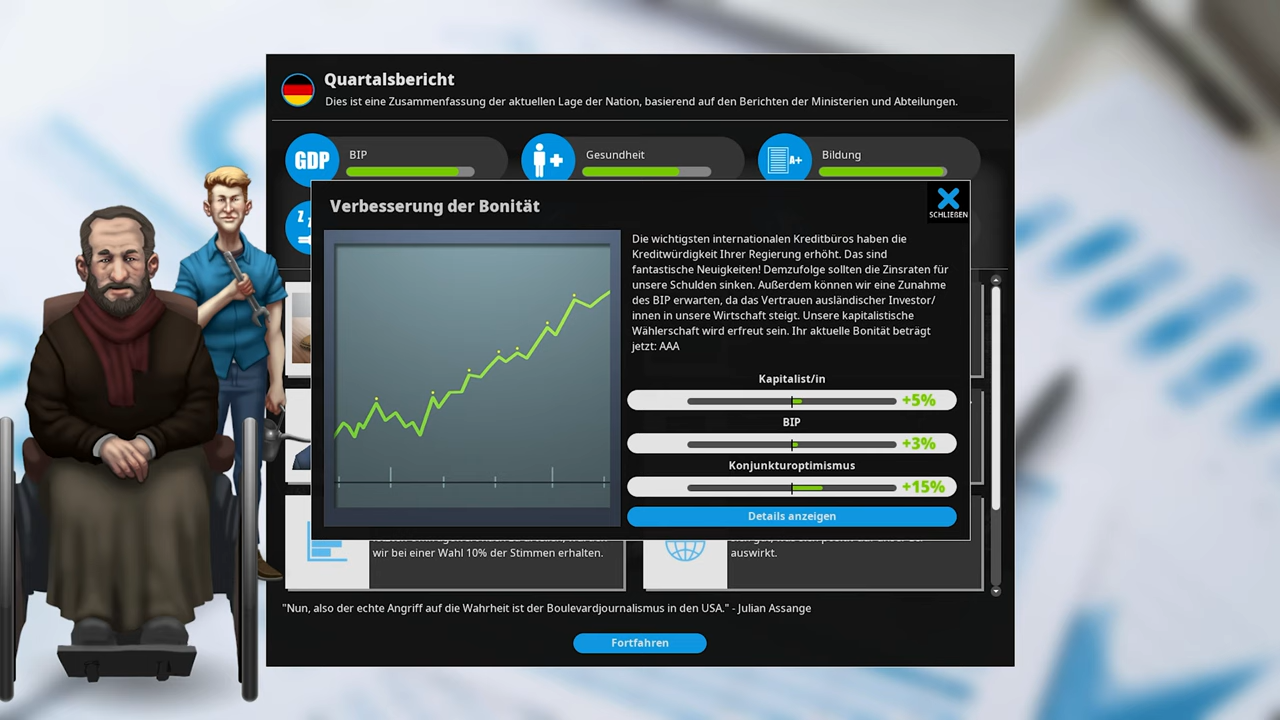 Quartalsbericht
Dies ist eine Zusammenfassung der aktuellen Lage der Nation, basierend auf den Berichten der Ministerien und Abteilungen.
GDP
BIP
Gesundheit
A+
Bildung
Verbesserung der Bonität
SCHLIEßEN
Die wichtigsten internationalen Kreditbüros haben die
Kreditwürdigkeit Ihrer Regierung erhöht. Das sind
fantastische Neuigkeiten! Demzufolge sollten die Zinsraten für
unsere Schulden sinken. Außerdem können wir eine Zunahme
des BIP erwarten, da das Vertrauen ausländischer Investor/
innen in unsere Wirtschaft steigt. Unsere kapitalistische
Wählerschaft wird erfreut sein. Ihr aktuelle Bonität beträgt
jetzt: AAA
Kapitalist/in
+5%
BIP
+3%
Konjunkturoptimismus
+15%
Details anzeigen
wir bei einer Wahl 10% der Stimmen erhalten.
auswirkt.
"Nun, also der echte Angriff auf die Wahrheit ist der Boulevardjournalismus in den USA." - Julian Assange
Fortfahren